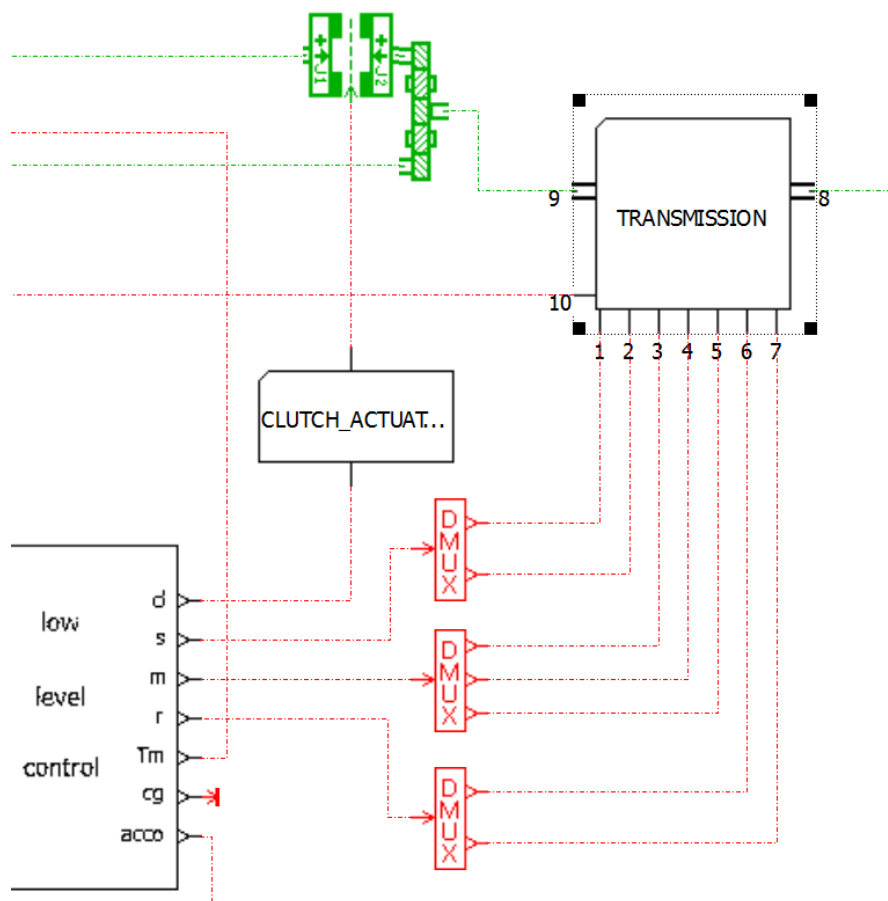 J1
J2
TRANSMISSION
9
8
10
1 2 3 4 5 6 7
CLUTCH_ACTUAT...
DMUX
DMUX
DMUX
low
level
control
cl
s
m
r
Tm
cg
acco